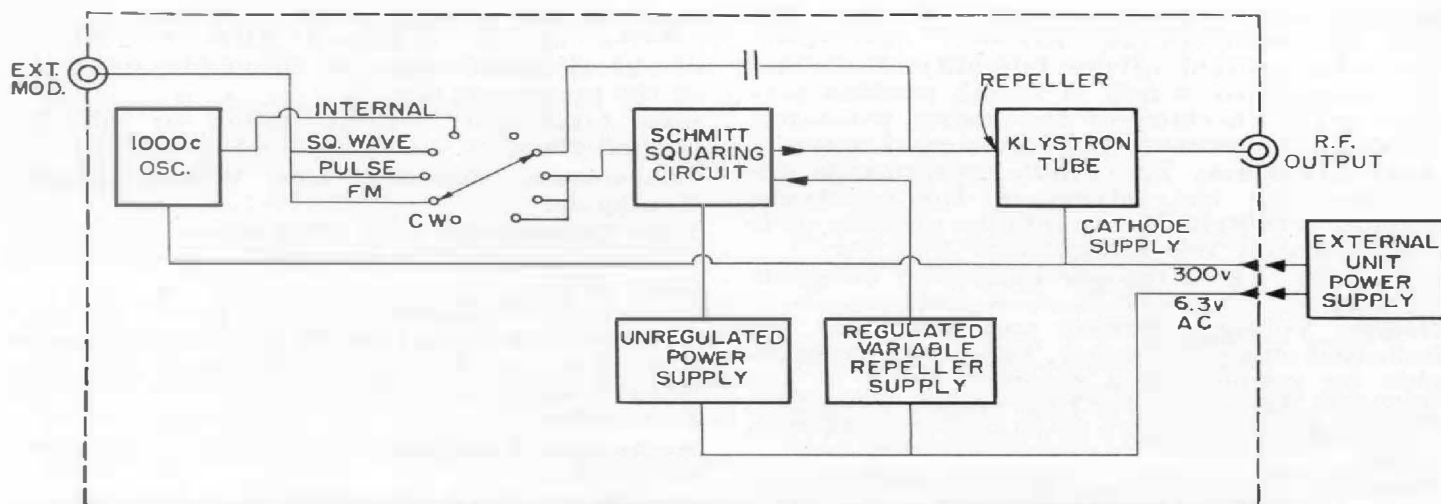 EXT.
MOD.
1000c
OSC.
INTERNAL
SQ. WAVE
PULSE
FM
CW
SCHMITT
SQUARING
CIRCUIT
REPELLER
KLYSTRON
TUBE
R.F.
OUTPUT
CATHODE
SUPPLY
300v
6.3v
AC
EXTERNAL
UNIT
POWER
SUPPLY
UNREGULATED
POWER
SUPPLY
REGULATED
VARIABLE
REPELLER
SUPPLY